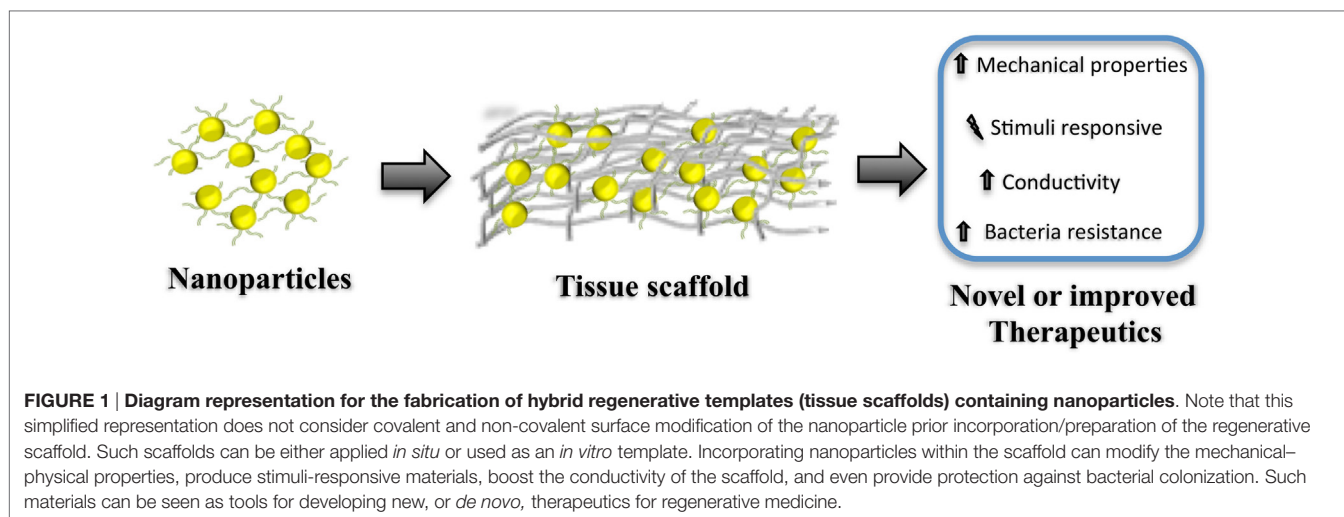 ⇧ Mechanical properties
Stimuli responsive
⇧ Conductivity
⇧ Bacteria resistance
Nanoparticles
Tissue scaffold
Novel or improved
Therapeutics
FIGURE 1 | Diagram representation for the fabrication of hybrid regenerative templates (tissue scaffolds) containing nanoparticles. Note that this
simplified representation does not consider covalent and non-covalent surface modification of the nanoparticle prior incorporation/preparation of the regenerative
scaffold. Such scaffolds can be either applied in situ or used as an in vitro template. Incorporating nanoparticles within the scaffold can modify the mechanical–
physical properties, produce stimuli-responsive materials, boost the conductivity of the scaffold, and even provide protection against bacterial colonization. Such
materials can be seen as tools for developing new, or de novo, therapeutics for regenerative medicine.